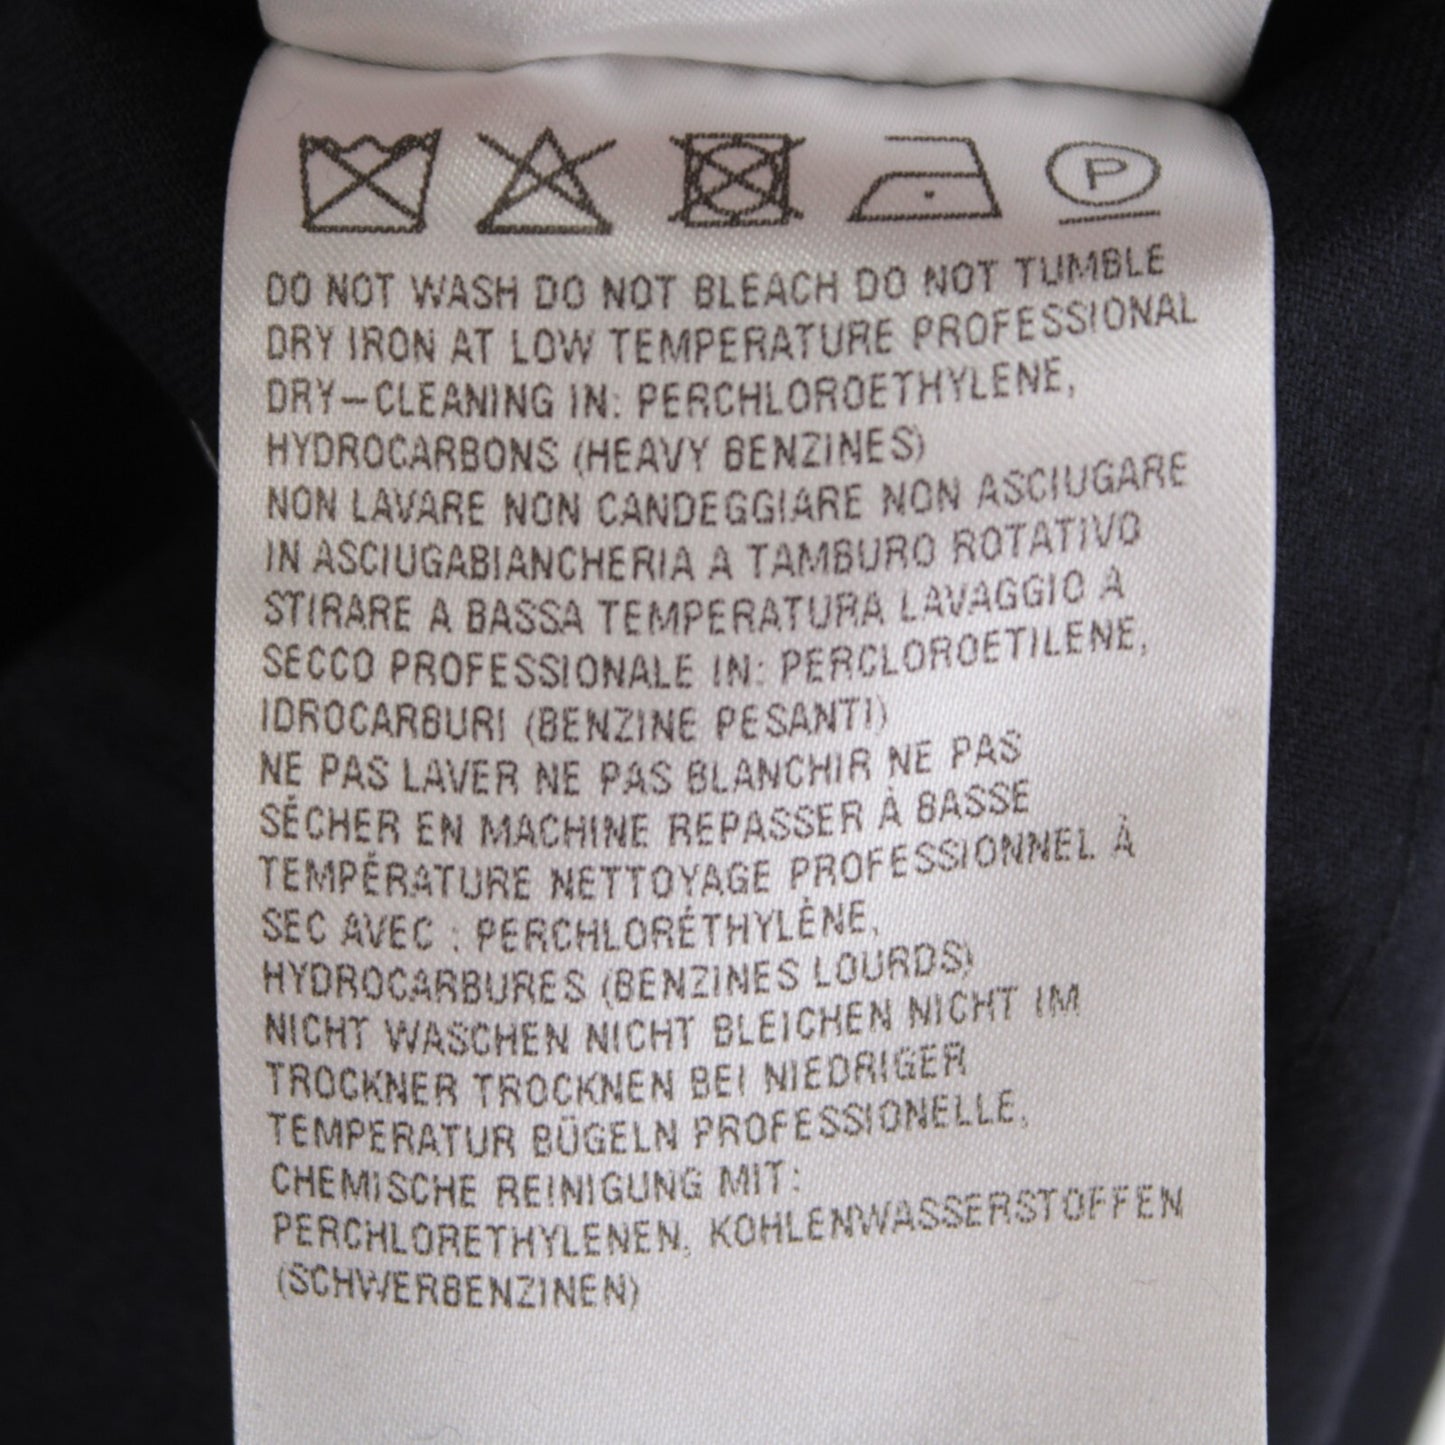 P
DO NOT WASH DO NOT BLEACH DO NOT TUMBLE
DRY IRON AT LOW TEMPERATURE PROFESSIONAL
DRY-CLEANING IN: PERCHLOROETHYLENE,
HYDROCARBONS (HEAVY BENZINES)
NON LAVARE NON CANDEGGIARE NON ASCIUGARE
IN ASCIUGABIANCHERIA A TAMBURO ROTATIVO
STIRARE A BASSA TEMPERATURA LAVAGGIO A
SECCO PROFESSIONALE IN: PERCLOROETILENE,
IDROCARBURI (BENZINE PESANTI)
NE PAS LAVER NE PAS BLANCHIR NE PAS
SÉCHER EN MACHINE REPASSER À BASSE
TEMPÉRATURE NETTOYAGE PROFESSIONNEL À
SEC AVEC : PERCHLORÉTHYLÈNE,
HYDROCARBURES (BENZINES LOURDS)
NICHT WASCHEN NICHT BLEICHEN NICHT IM
TROCKNER TROCKNEN BEI NIEDRIGER
TEMPERATUR BÜGELN PROFESSIONELLE,
CHEMISCHE REINIGUNG MIT:
PERCHLORETHYLENEN, KOHLENWASSERSTOFFEN
(SCHWERBENZINEN)